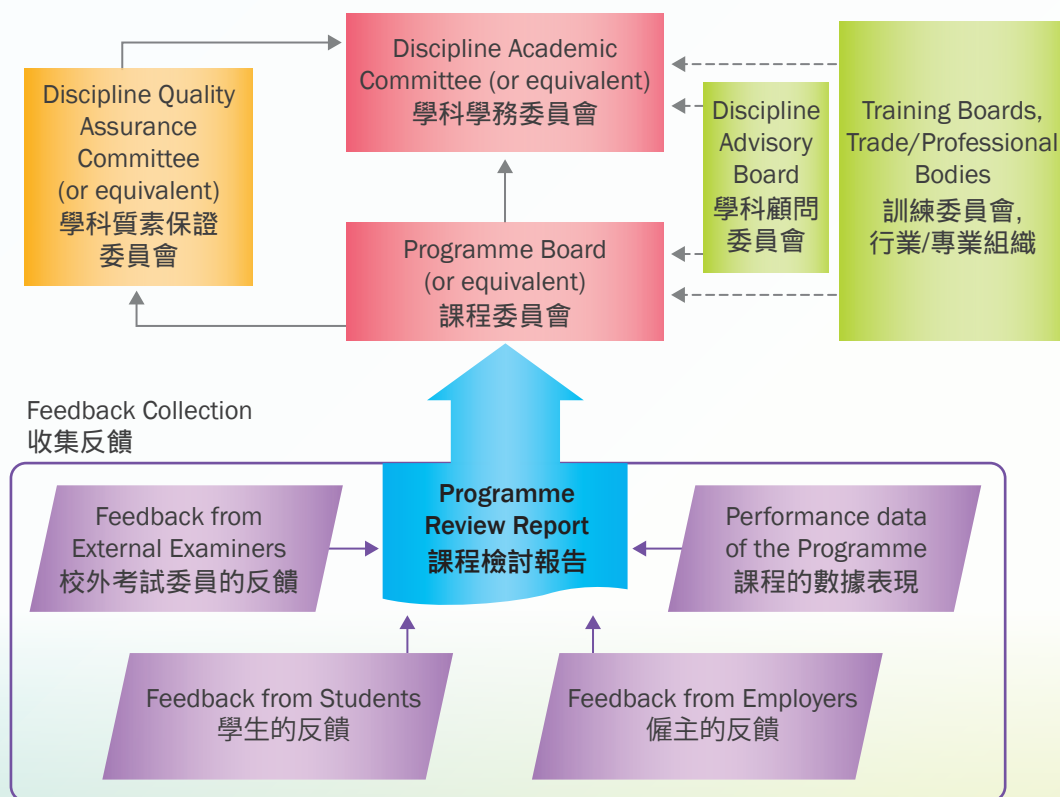 Discipline Academic
Committee (or equivalent)
學科學務委員會
Discipline Quality
Assurance
Committee
(or equivalent)
學科質素保證
委員會
Discipline
Advisory
Board
學科顧問
委員會
Training Boards,
Trade/Professional
Bodies
訓練委員會,
行業/專業組織
Programme Board
(or equivalent)
課程委員會
Feedback Collection
收集反饋
Programme
Review Report
課程檢討報告
Feedback from
External Examiners
校外考試委員的反饋
Performance data
of the Programme
課程的數據表現
Feedback from Students
學生的反饋
Feedback from Employers
僱主的反饋